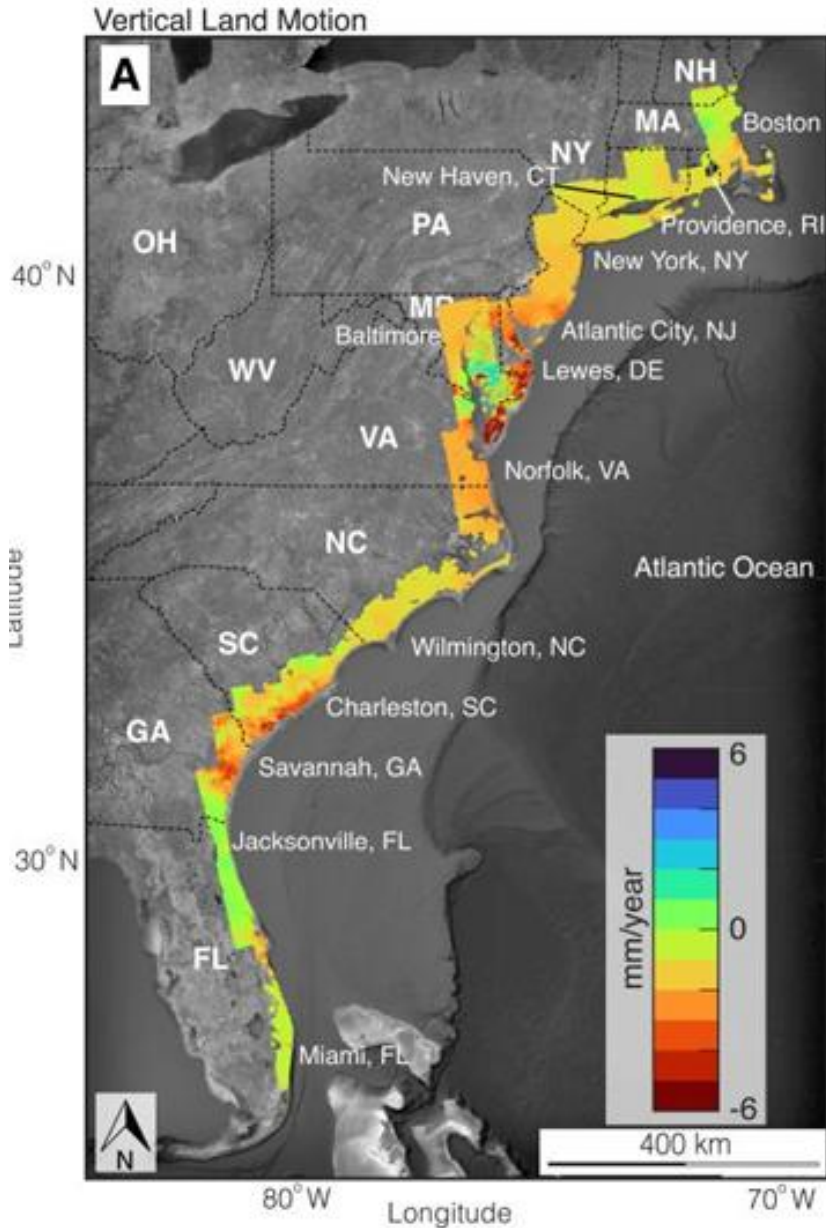 Vertical Land Motion
A
NH
MA
Boston
NY
New Haven, CT
Providence, RI
PA
OH
New York, NY
40°N
Baltimore
Atlantic City, NJ
WV
Lewes, DE
VA
Norfolk, VA
NC
Atlantic Ocean
SC
Wilmington, NC
Charleston, SC
GA
Savannah, GA
Jacksonville, FL
30°N
FL
Miami, FL
6
0
-6
mm/year
N
400 km
80°W
70°W
Longitude